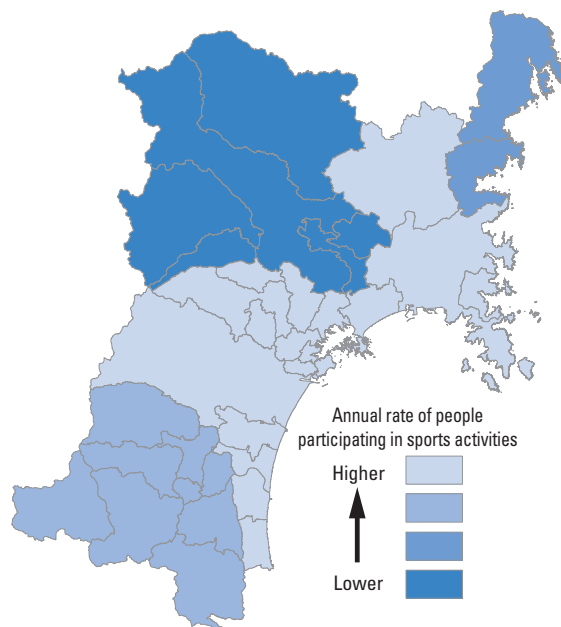 Annual rate of people
participating in sports activities
Higher
Lower